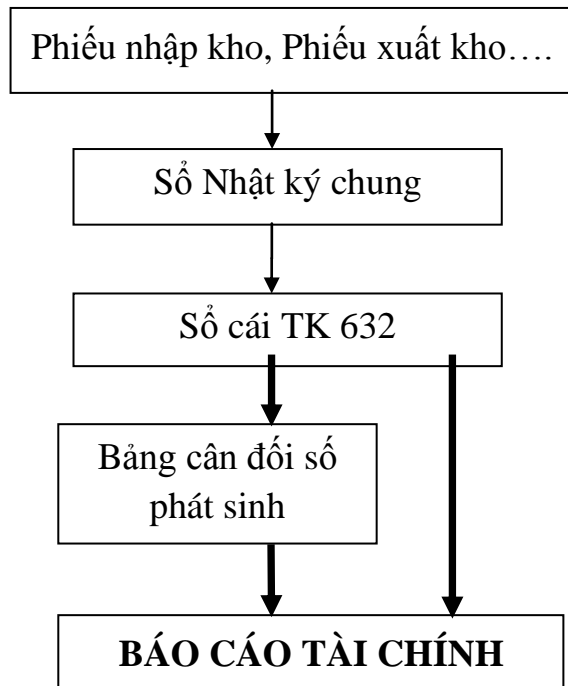 Phiếu nhập kho, Phiếu xuất kho….
Sổ Nhật ký chung
Sổ cái TK 632
Bảng cân đối số
phát sinh
BÁO CÁO TÀI CHÍNH